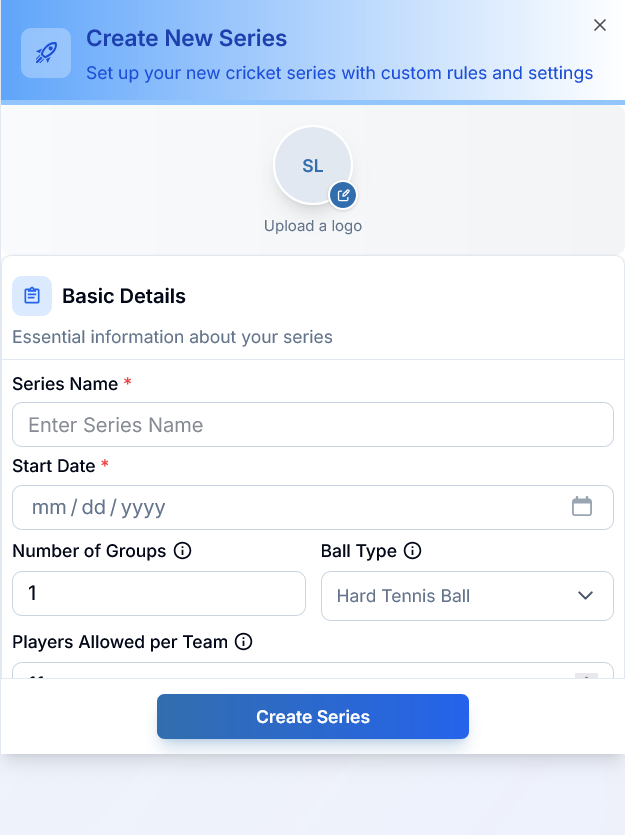 Create New Series
Set up your new cricket series with custom rules and settings
SL
Upload a logo
Basic Details
Essential information about your series
Series Name *
Enter Series Name
Start Date *
mm / dd / yyyy
Number of Groups
Ball Type
1
Hard Tennis Ball
Players Allowed per Team
Create Series